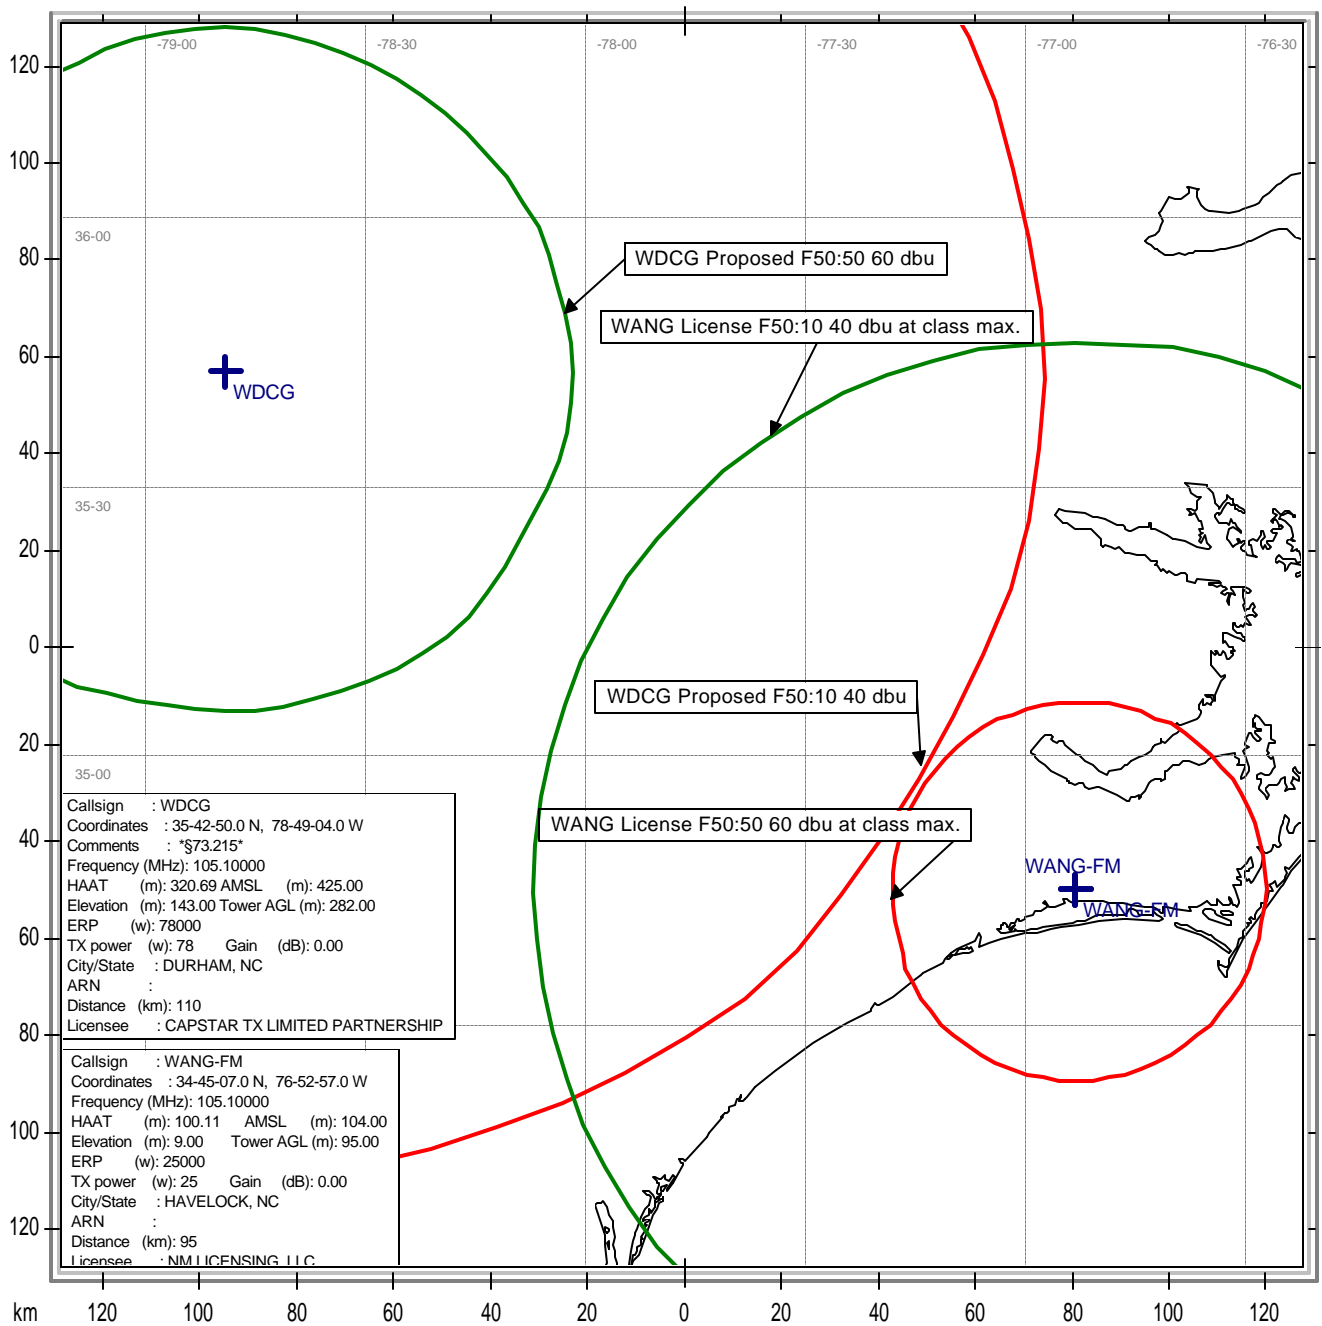 -79-00 -78-30 -78-00 -77-30 -77-00 -76-30
120
100
36-00
80
WDCG Proposed F50:50 60 dbu
WANG License F50:10 40 dbu at class max.
60
WDCG
40
35-30
20
0
WDCG Proposed F50:10 40 dbu
20
35-00
Callsign : WDCG
Coordinates : 35-42-50.0 N, 78-49-04.0 W
Comments : *§73.215*
Frequency (MHz): 105.10000
HAAT (m): 320.69 AMSL (m): 425.00
Elevation (m): 143.00 Tower AGL (m): 282.00
ERP (w): 78000
TX power (w): 78 Gain (dB): 0.00
City/State : DURHAM, NC
ARN :
Distance (km): 110
Licensee : CAPSTAR TX LIMITED PARTNERSHIP
40
WANG License F50:50 60 dbu at class max.
WANG-FM
WANG-FM
60
80
Callsign : WANG-FM
Coordinates : 34-45-07.0 N, 76-52-57.0 W
Frequency (MHz): 105.10000
HAAT (m): 100.11 AMSL (m): 104.00
Elevation (m): 9.00 Tower AGL (m): 95.00
ERP (w): 25000
TX power (w): 25 Gain (dB): 0.00
City/State : HAVELOCK, NC
ARN :
Distance (km): 95
Licensee : NM LICENSING, LLC
100
120
km 120 100 80 60 40 20 0 20 40 60 80 100 120